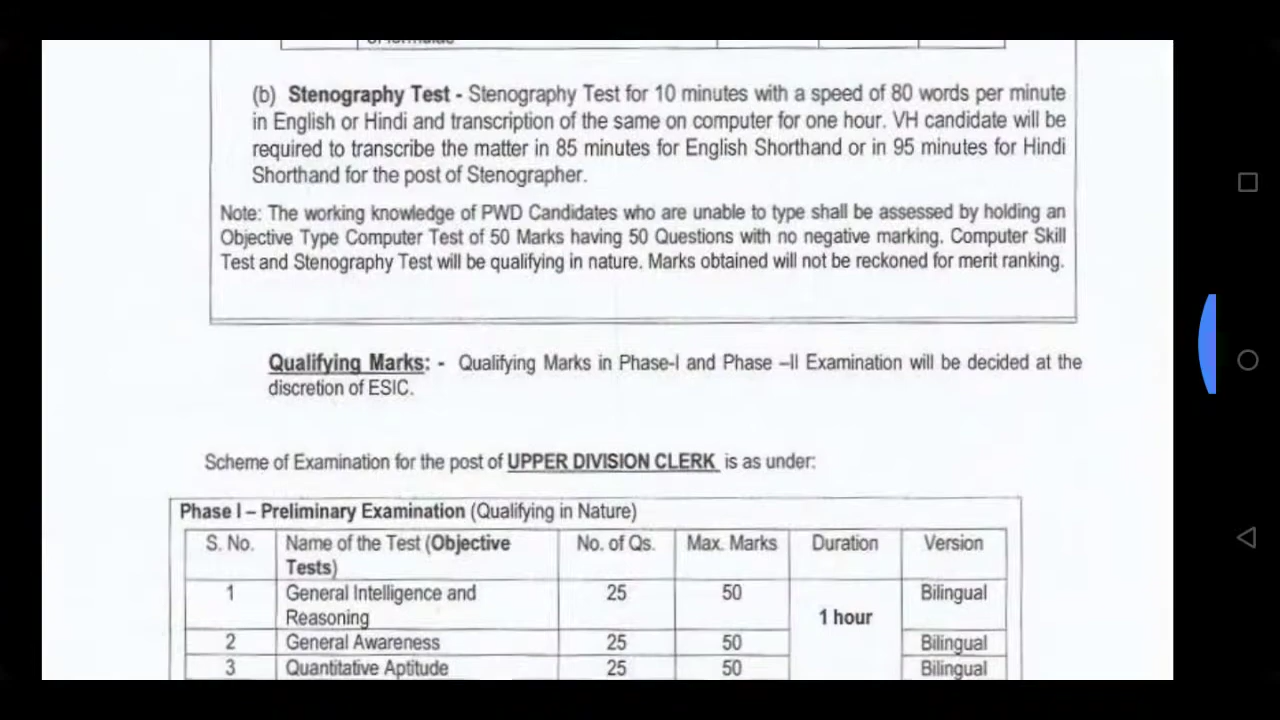 of formulas
(b) Stenography Test - Stenography Test for 10 minutes with a speed of 80 words per minute
in English or Hindi and transcription of the same on computer for one hour. VH candidate will be
required to transcribe the matter in 85 minutes for English Shorthand or in 95 minutes for Hindi
Shorthand for the post of Stenographer.
Note: The working knowledge of PWD Candidates who are unable to type shall be assessed by holding an
Objective Type Computer Test of 50 Marks having 50 Questions with no negative marking. Computer Skill
Test and Stenography Test will be qualifying in nature. Marks obtained will not be reckoned for merit ranking.
Qualifying Marks: - Qualifying Marks in Phase-I and Phase –II Examination will be decided at the
discretion of ESIC.
Scheme of Examination for the post of UPPER DIVISION CLERK is as under:
Phase I – Preliminary Examination (Qualifying in Nature)
S. No. Name of the Test (Objective No. of Qs. Max. Marks Duration Version
Tests)
1 General Intelligence and 25 50 Bilingual
Reasoning 1 hour
2 General Awareness 25 50 Bilingual
3 Quantitative Aptitude 25 50 Bilingual